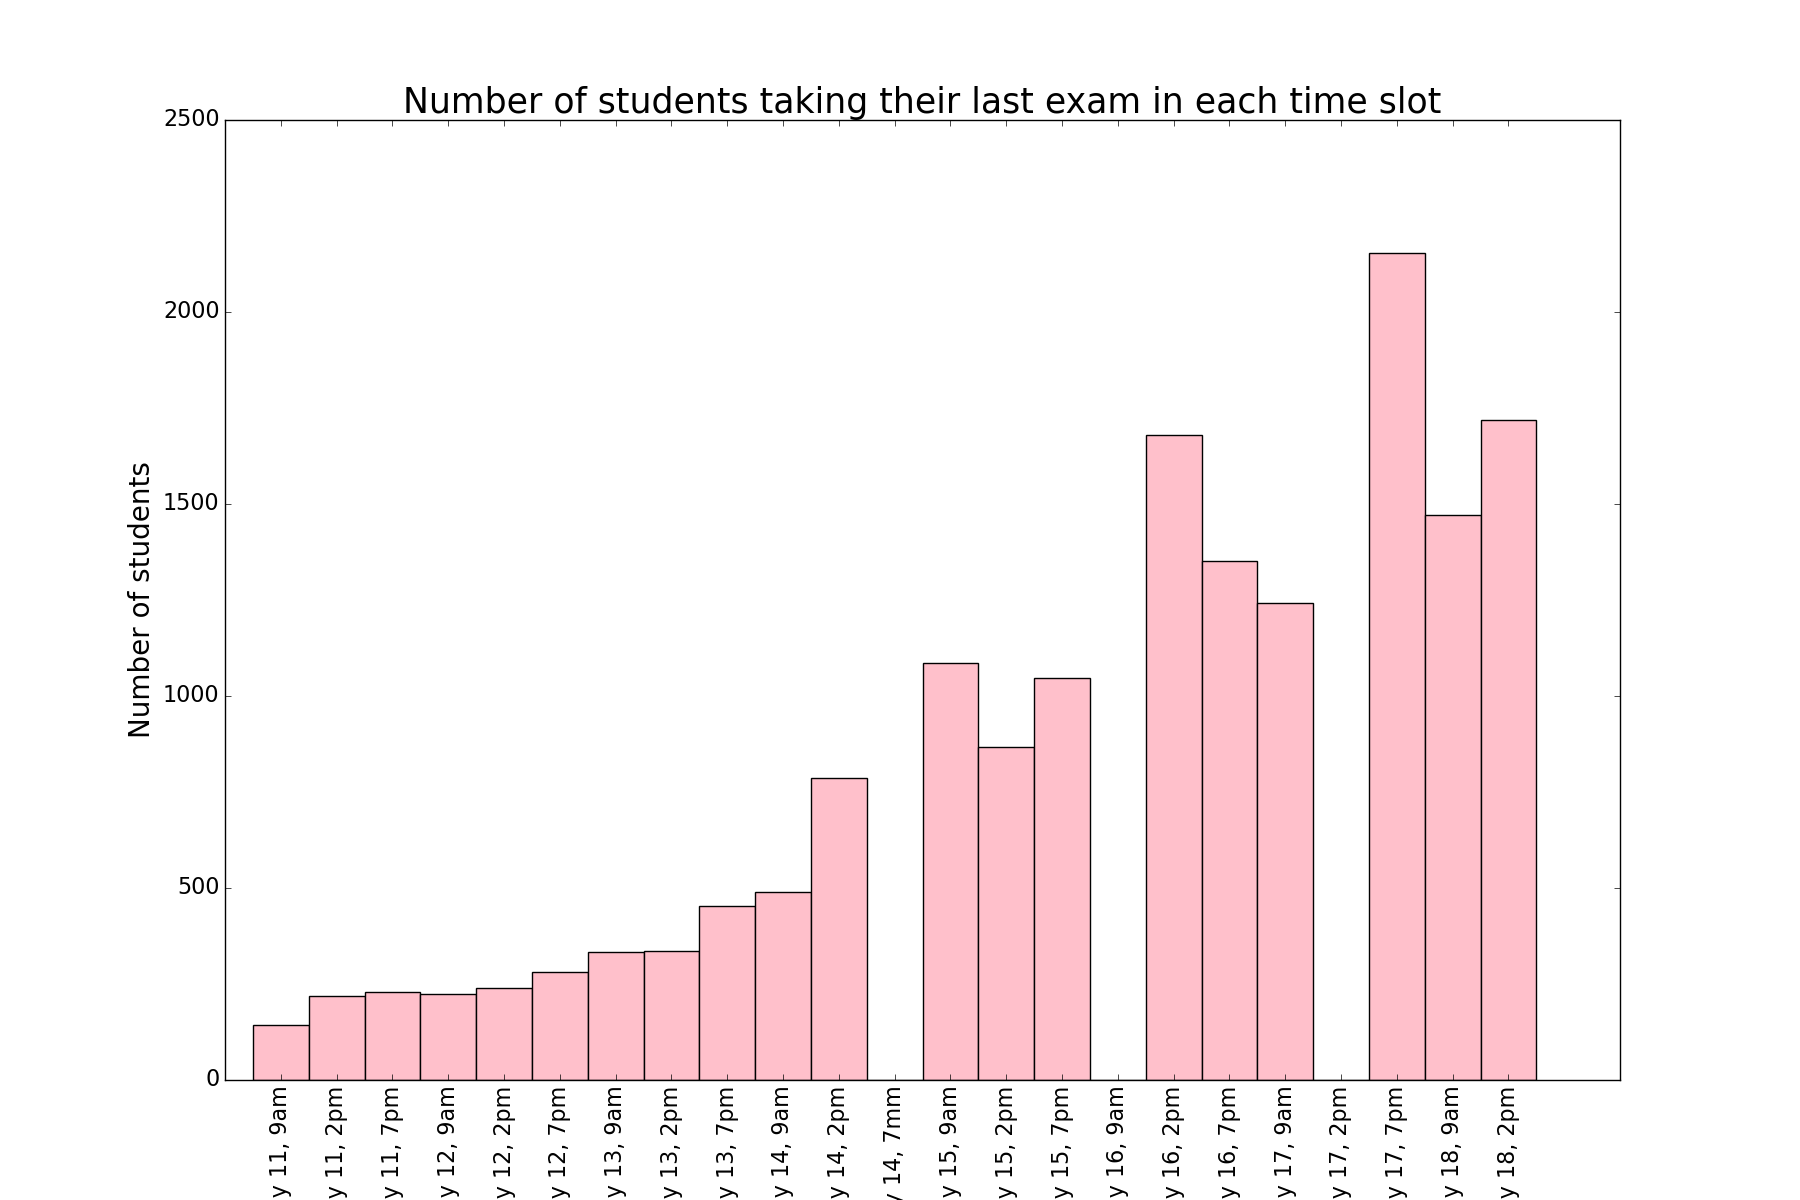 Number of students taking their last exam in each time slot
Number of students
2500
2000
1500
1000
500
0
y 11, 9am
y 11, 2pm
y 11, 7pm
y 12, 9am
y 12, 2pm
y 12, 7pm
y 13, 9am
y 13, 2pm
y 13, 7pm
y 14, 9am
y 14, 2pm
y 14, 7mm
y 15, 9am
y 15, 2pm
y 15, 7pm
y 16, 9am
y 16, 2pm
y 16, 7pm
y 17, 9am
y 17, 2pm
y 17, 7pm
y 18, 9am
y 18, 2pm